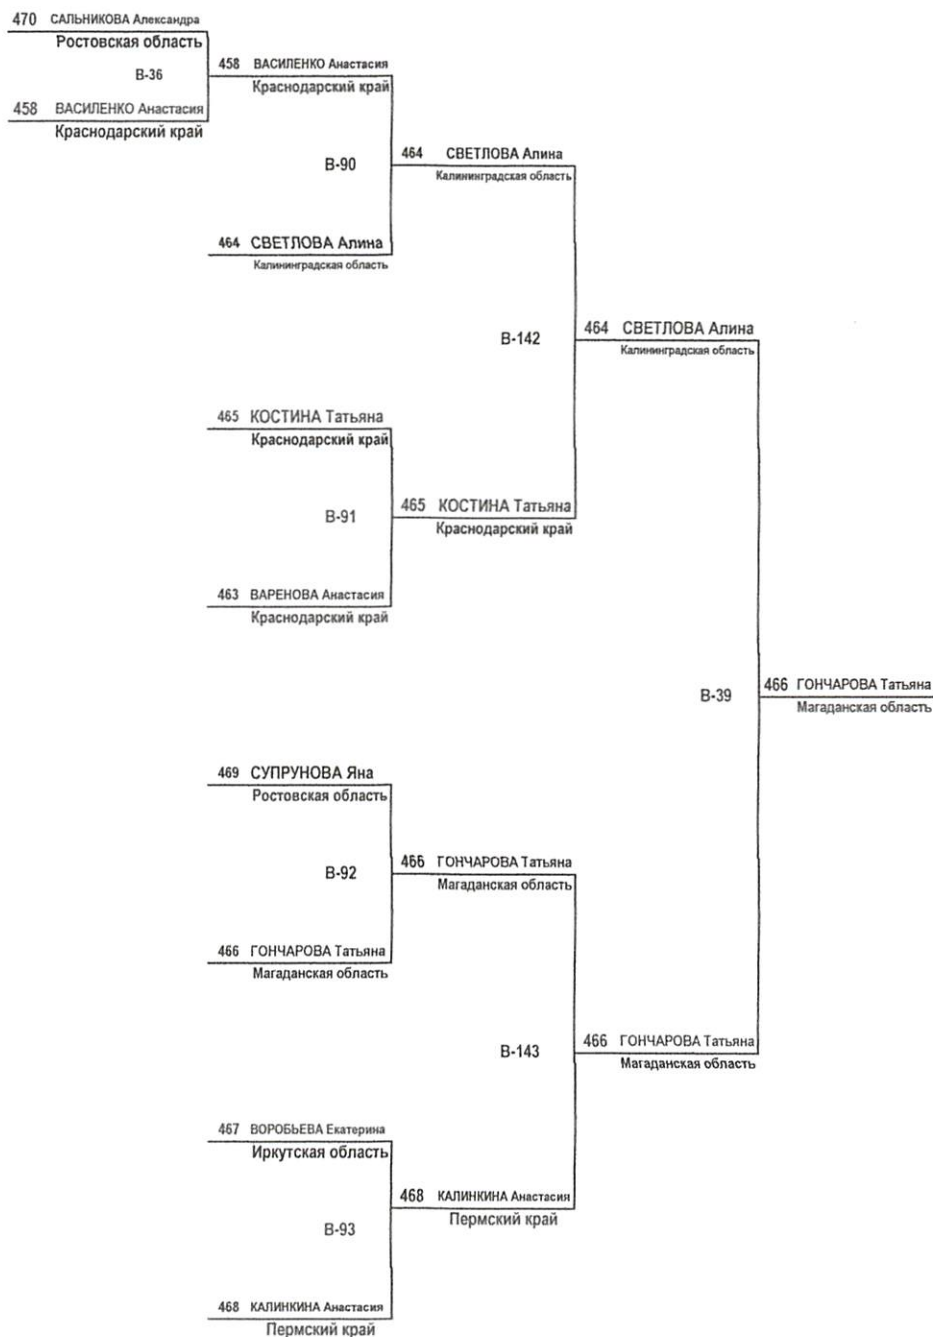 470 САЛЬНИКОВА Александра
Ростовская область
В-36
458 ВАСИЛЕНКО Анастасия
Краснодарский край
458 ВАСИЛЕНКО Анастасия
Краснодарский край
В-90
464 СВЕТЛОВА Алина
Калининградская область
464 СВЕТЛОВА Алина
Калининградская область
В-142
464 СВЕТЛОВА Алина
Калининградская область
465 КОСТИНА Татьяна
Краснодарский край
В-91
465 КОСТИНА Татьяна
Краснодарский край
463 ВАРЕНОВА Анастасия
Краснодарский край
В-39
466 ГОНЧАРОВА Татьяна
Магаданская область
469 СУПРУНОВА Яна
Ростовская область
В-92
466 ГОНЧАРОВА Татьяна
Магаданская область
466 ГОНЧАРОВА Татьяна
Магаданская область
В-143
466 ГОНЧАРОВА Татьяна
Магаданская область
467 ВОРОБЬЕВА Екатерина
Иркутская область
В-93
468 КАЛИНКИНА Анастасия
Пермский край
468 КАЛИНКИНА Анастасия
Пермский край